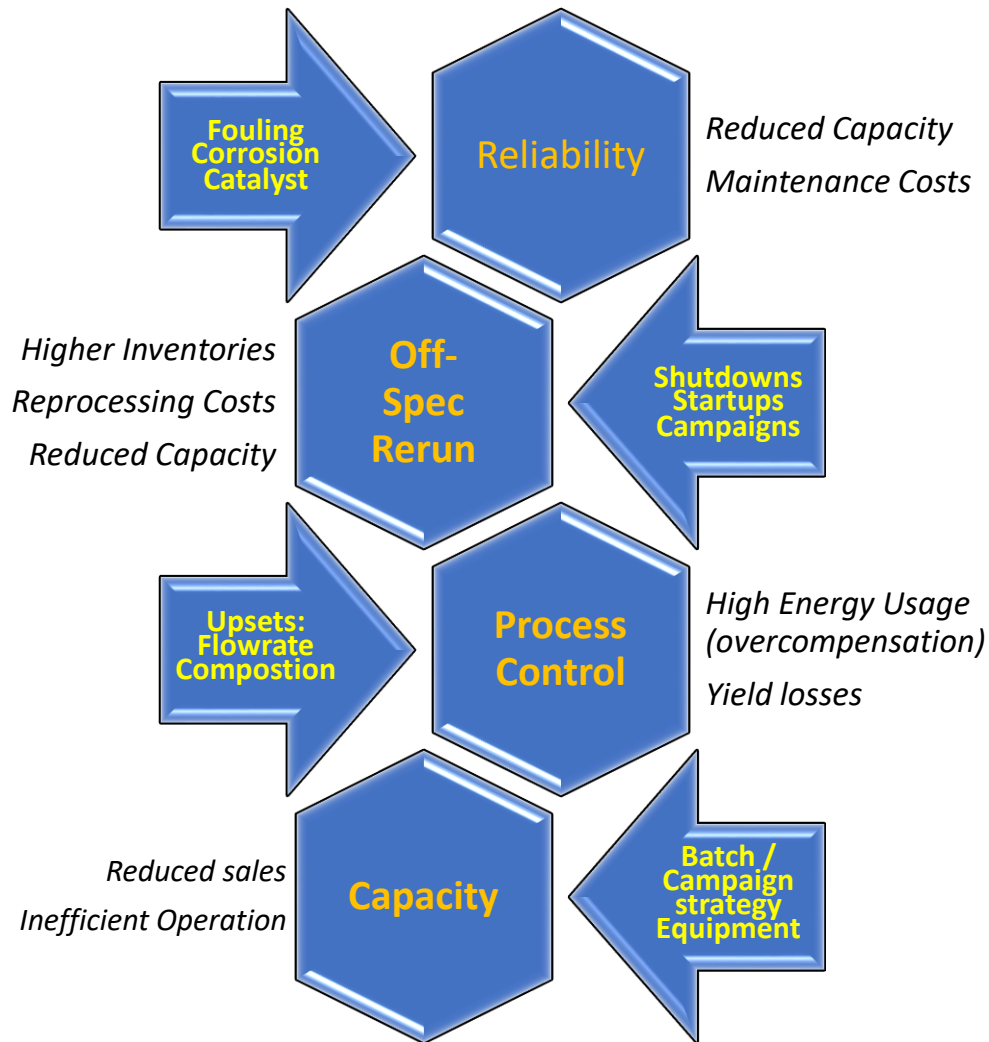 Fouling
Corrosion
Catalyst
Reliability
Reduced Capacity
Maintenance Costs
Higher Inventories
Reprocessing Costs
Reduced Capacity
Off-
Spec
Rerun
Shutdowns
Startups
Campaigns
Upsets:
Flowrate
Compostion
Process
Control
High Energy Usage
(overcompensation)
Yield losses
Reduced sales
Inefficient Operation
Capacity
Batch /
Campaign
strategy
Equipment